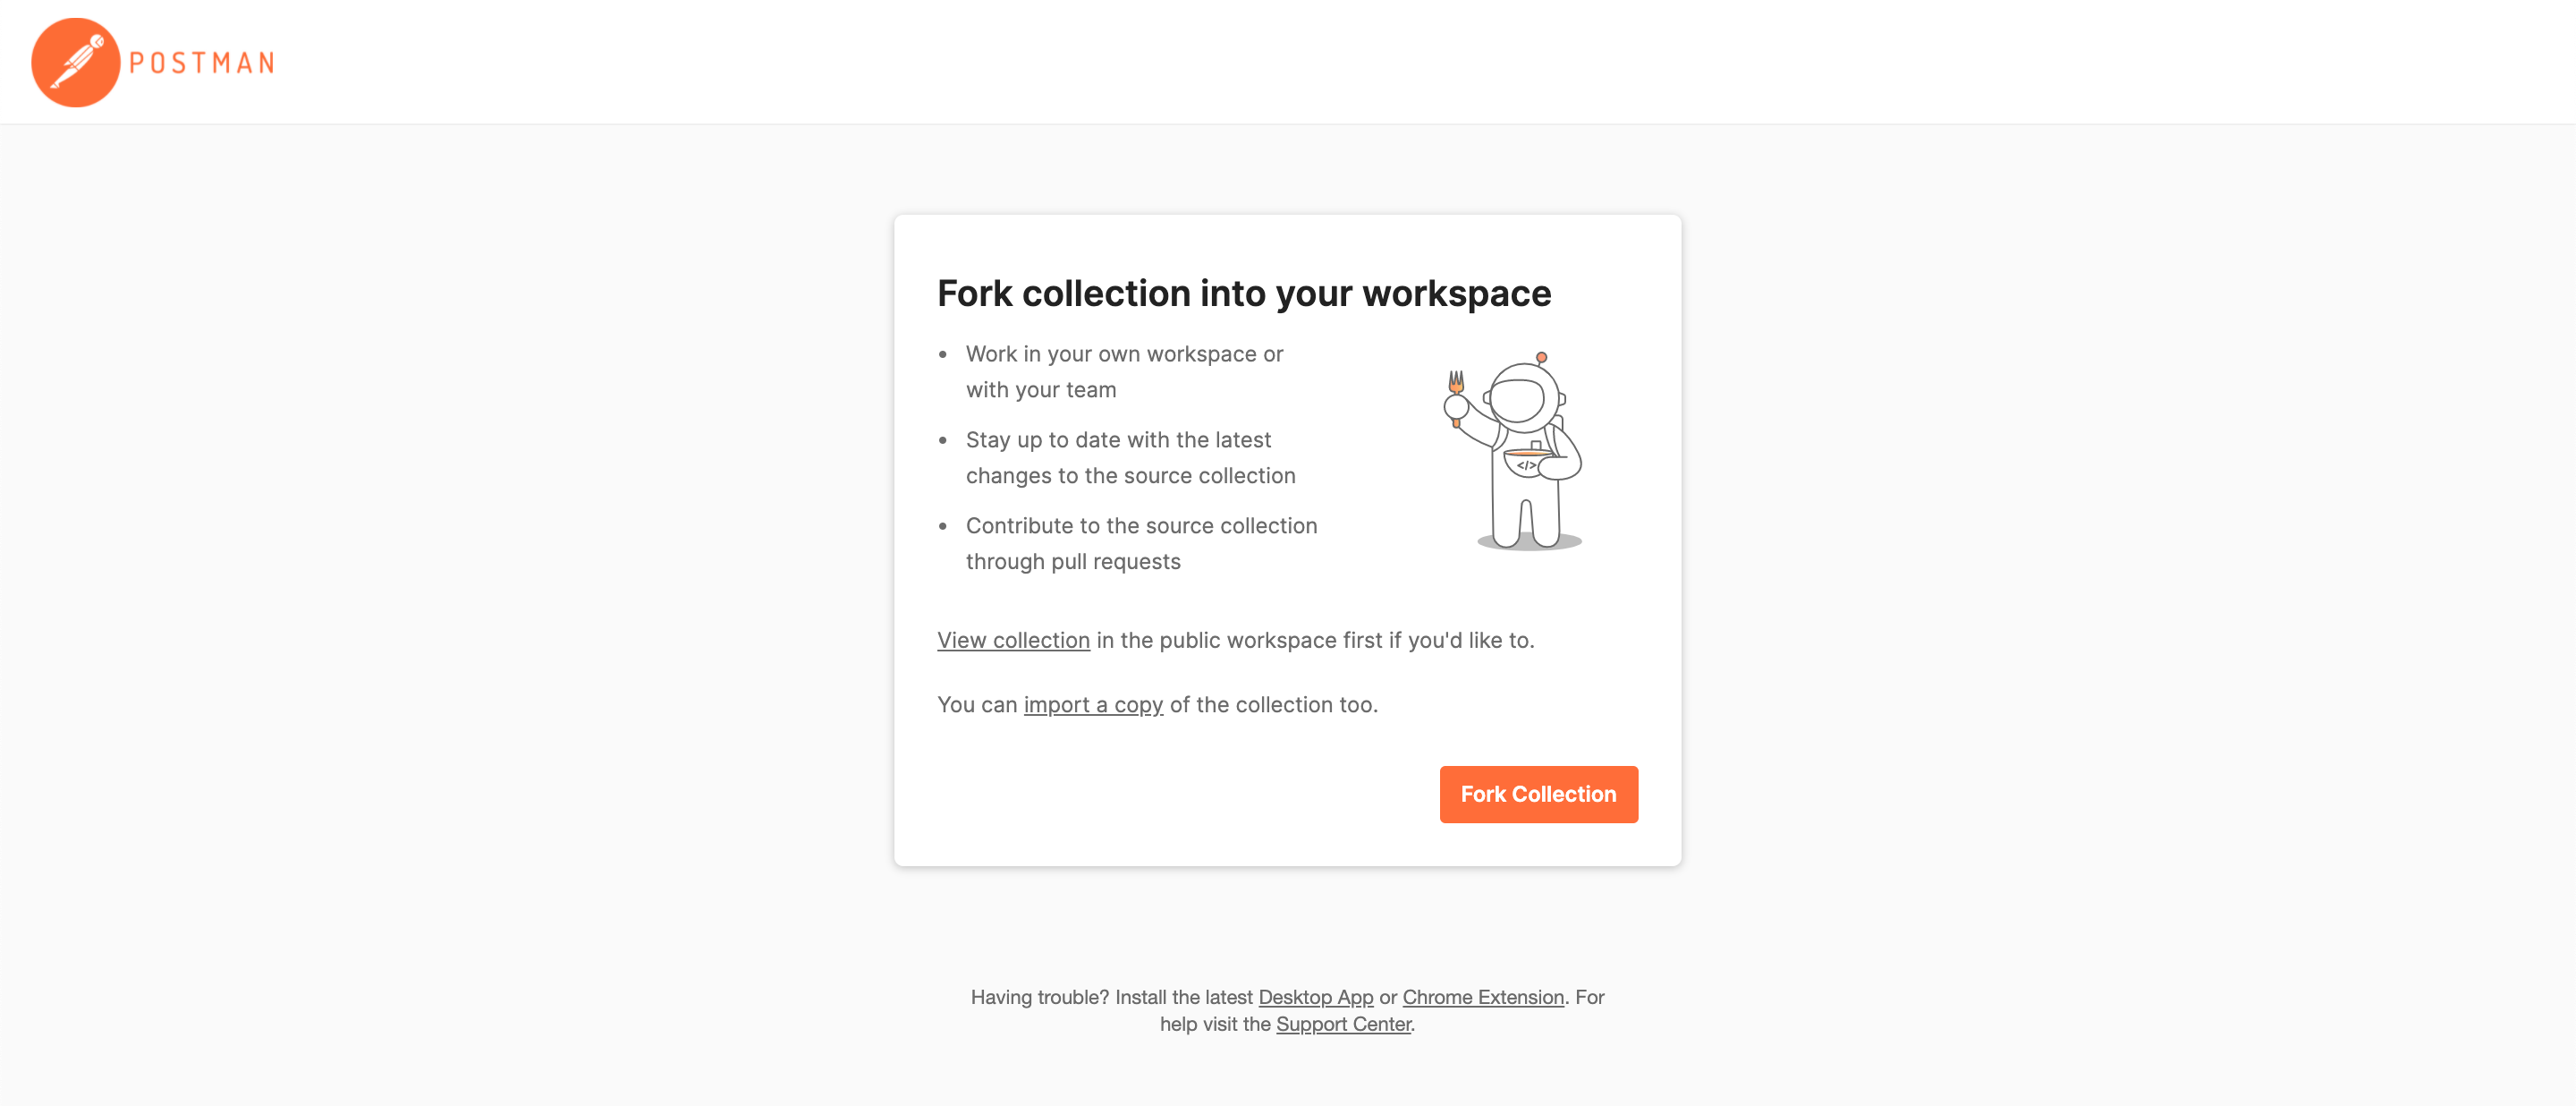 POSTMAN
Fork collection into your workspace
• Work in your own workspace or
with your team
• Stay up to date with the latest
changes to the source collection
• Contribute to the source collection
through pull requests
</>
View collection in the public workspace first if you'd like to.
You can import a copy of the collection too.
Fork Collection
Having trouble? Install the latest Desktop App or Chrome Extension. For
help visit the Support Center.